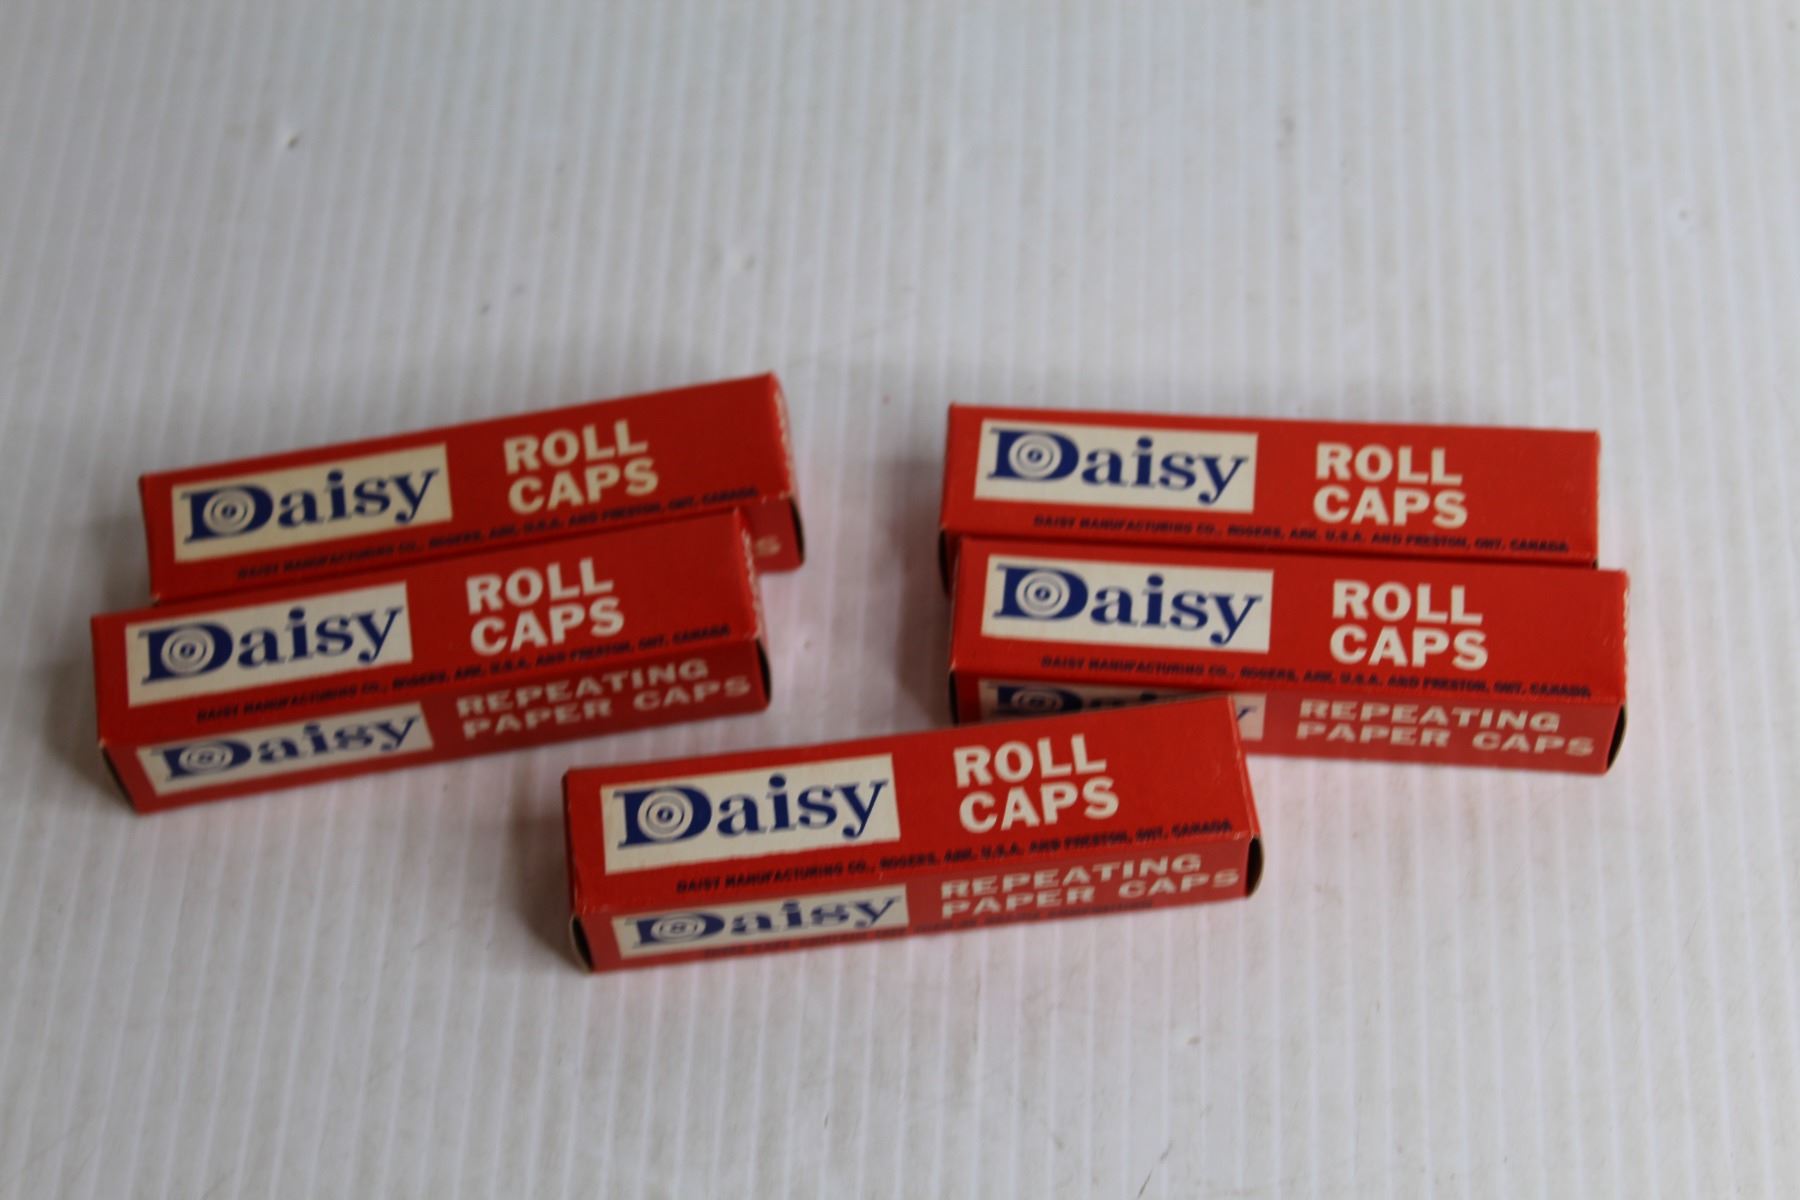 Daisy
ROLL
CAPS
DAISY MANUFACTURING CO., ROGERS, ARK. U.S.A. AND PRESTON, ONT. CANADA
S
Daisy
ROLL
CAPS
DAISY MANUFACTURING CO., ROGERS, ARK. U.S.A. AND PRESTON, ONT. CANADA
Daisy
REPEATING
PAPER CAPS
Daisy
ROLL
CAPS
DAISY MANUFACTURING CO., ROGERS, ARK. U.S.A. AND PRESTON, ONT. CANADA
Daisy
ROLL
CAPS
DAISY MANUFACTURING CO., ROGERS, ARK. U.S.A. AND PRESTON, ONT. CANADA
Daisy
REPEATING
PAPER CAPS
Daisy
ROLL
CAPS
DAISY MANUFACTURING CO., ROGERS, ARK. U.S.A. AND PRESTON, ONT. CANADA
Daisy
REPEATING
PAPER CAPS